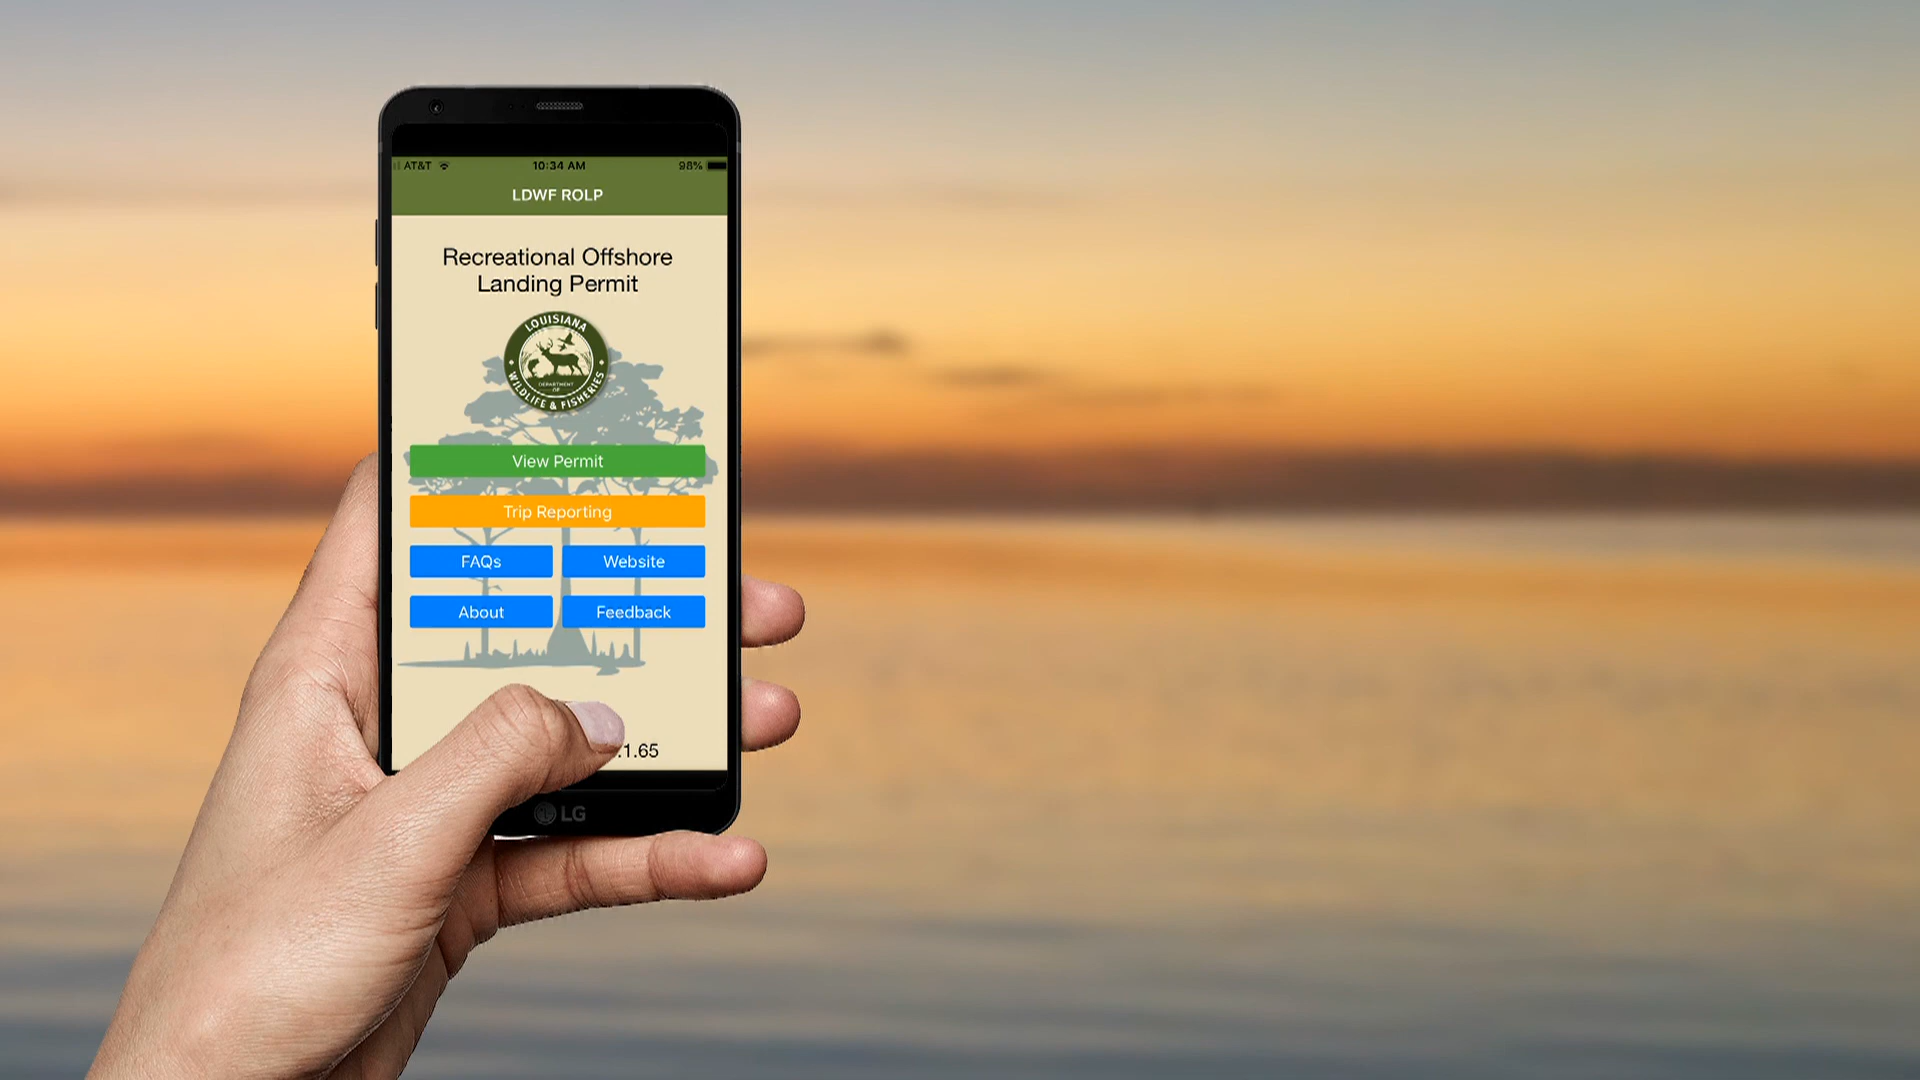 AT&T 10:34 AM 98%
LDWF ROLP
Recreational Offshore
Landing Permit
LOUISIANA
DEPARTMENT
OF
WILDLIFE & FISHERIES
View Permit
Trip Reporting
FAQs Website
About Feedback
.1.65
LG